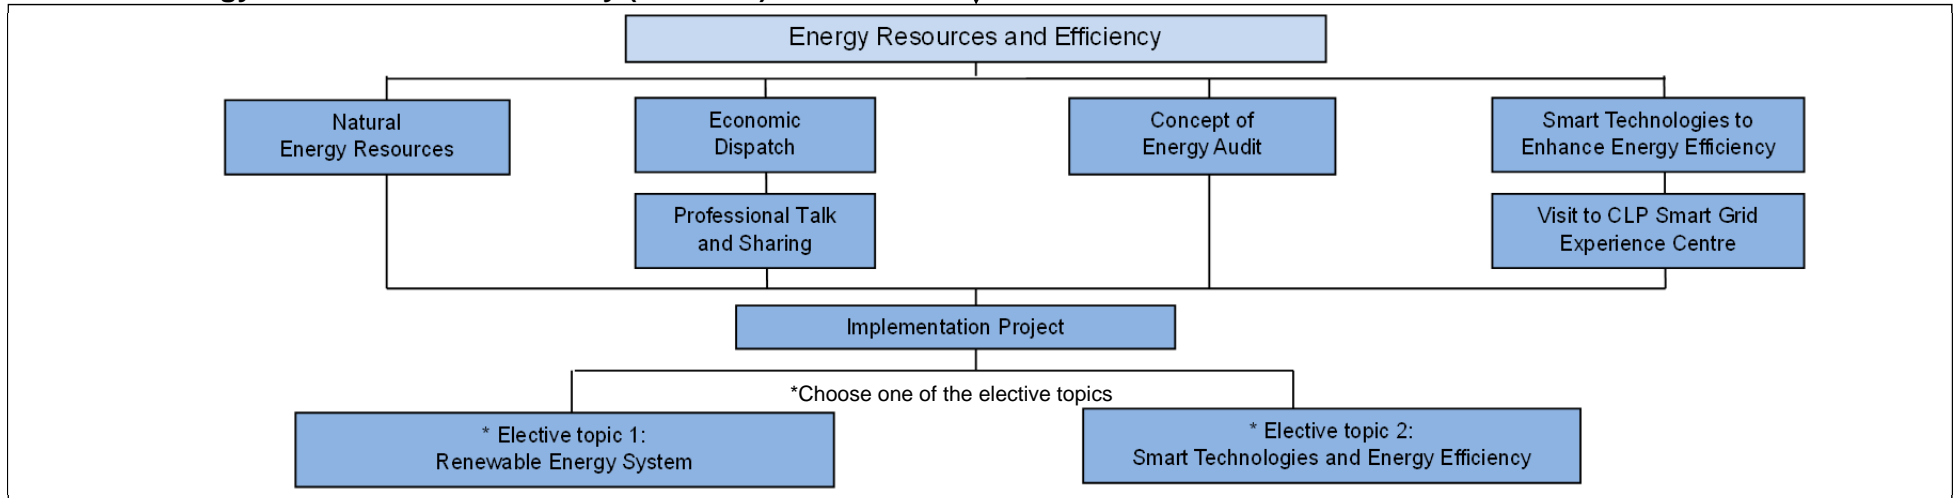 Energy Resources and Efficiency
Natural
Energy Resources
Economic
Dispatch
Concept of
Energy Audit
Smart Technologies to
Enhance Energy Efficiency
Professional Talk
and Sharing
Visit to CLP Smart Grid
Experience Centre
Implementation Project
*Choose one of the elective topics
* Elective topic 1:
Renewable Energy System
* Elective topic 2:
Smart Technologies and Energy Efficiency